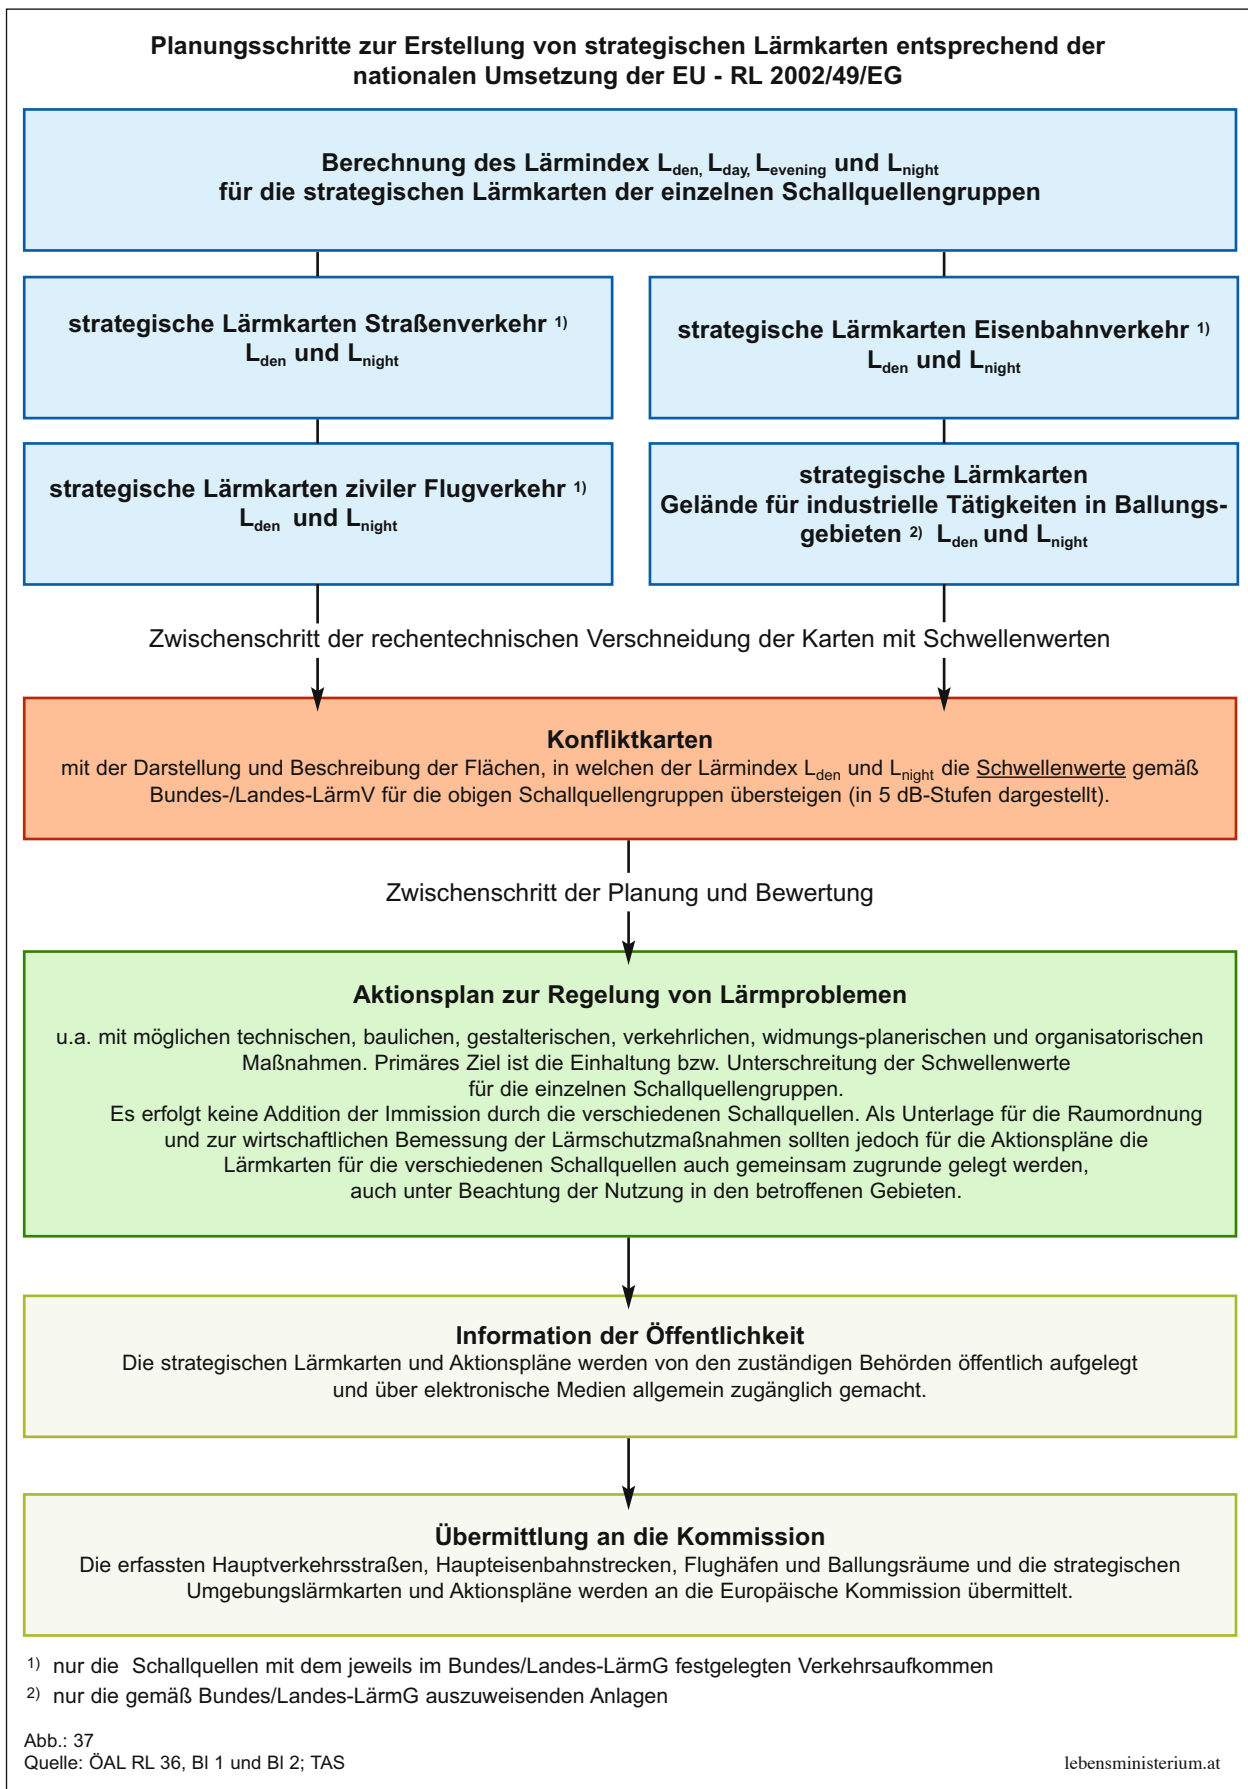 Planungsschritte zur Erstellung von strategischen Lärmkarten entsprechend der
nationalen Umsetzung der EU - RL 2002/49/EG
Berechnung des Lärmindex Lden, Lday, Levening und Lnight
für die strategischen Lärmkarten der einzelnen Schallquellengruppen
strategische Lärmkarten Straßenverkehr 1)
Lden und Lnight
strategische Lärmkarten Eisenbahnverkehr 1)
Lden und Lnight
strategische Lärmkarten ziviler Flugverkehr 1)
Lden und Lnight
strategische Lärmkarten
Gelände für industrielle Tätigkeiten in Ballungs-
gebieten 2) Lden und Lnight
Zwischenschritt der rechentechnischen Verschneidung der Karten mit Schwellenwerten
Konfliktkarten
mit der Darstellung und Beschreibung der Flächen, in welchen der Lärmindex Lden und Lnight die Schwellenwerte gemäß
Bundes-/Landes-LärmV für die obigen Schallquellengruppen übersteigen (in 5 dB-Stufen dargestellt).
Zwischenschritt der Planung und Bewertung
Aktionsplan zur Regelung von Lärmproblemen
u.a. mit möglichen technischen, baulichen, gestalterischen, verkehrlichen, widmungs-planerischen und organisatorischen
Maßnahmen. Primäres Ziel ist die Einhaltung bzw. Unterschreitung der Schwellenwerte
für die einzelnen Schallquellengruppen.
Es erfolgt keine Addition der Immission durch die verschiedenen Schallquellen. Als Unterlage für die Raumordnung
und zur wirtschaftlichen Bemessung der Lärmschutzmaßnahmen sollten jedoch für die Aktionspläne die
Lärmkarten für die verschiedenen Schallquellen auch gemeinsam zugrunde gelegt werden,
auch unter Beachtung der Nutzung in den betroffenen Gebieten.
Information der Öffentlichkeit
Die strategischen Lärmkarten und Aktionspläne werden von den zuständigen Behörden öffentlich aufgelegt
und über elektronische Medien allgemein zugänglich gemacht.
Übermittlung an die Kommission
Die erfassten Hauptverkehrsstraßen, Haupteisenbahnstrecken, Flughäfen und Ballungsräume und die strategischen
Umgebungslärmkarten und Aktionspläne werden an die Europäische Kommission übermittelt.
1) nur die Schallquellen mit dem jeweils im Bundes/Landes-LärmG festgelegten Verkehrsaufkommen
2) nur die gemäß Bundes/Landes-LärmG auszuweisenden Anlagen
Abb.: 37
Quelle: ÖAL RL 36, Bl 1 und Bl 2; TAS
lebensministerium.at